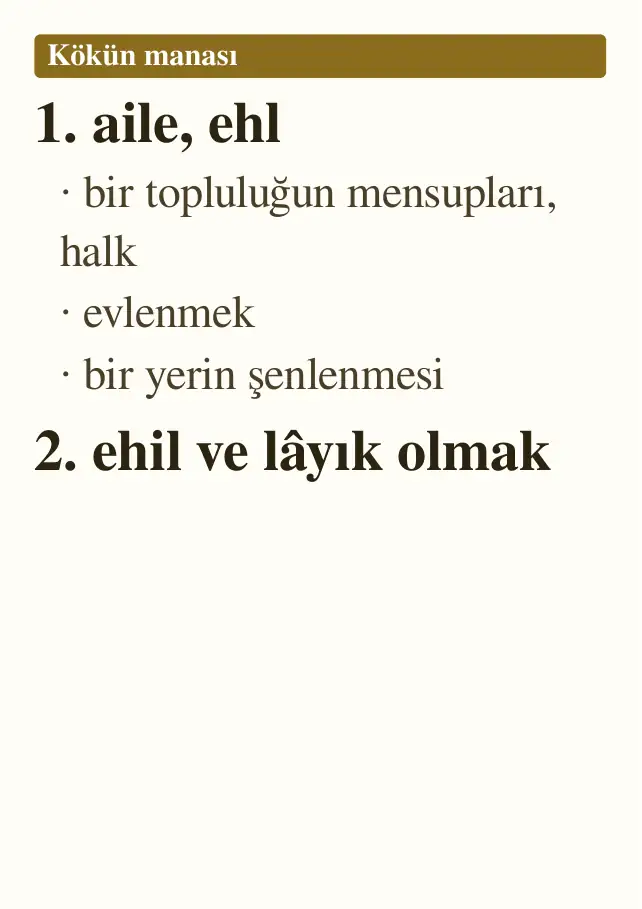 Kökün manası
1. aile, ehl
· bir topluluğun mensupları,
halk
· evlenmek
· bir yerin şenlenmesi
2. ehil ve lâyık olmak